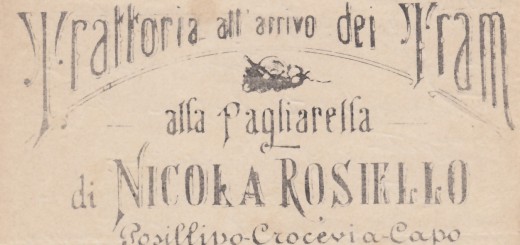 Trattoria all'arrivo dei Tram
alla Pagliarella
di NICOLA ROSIELLO
Posillipo-Crocevia-Capo